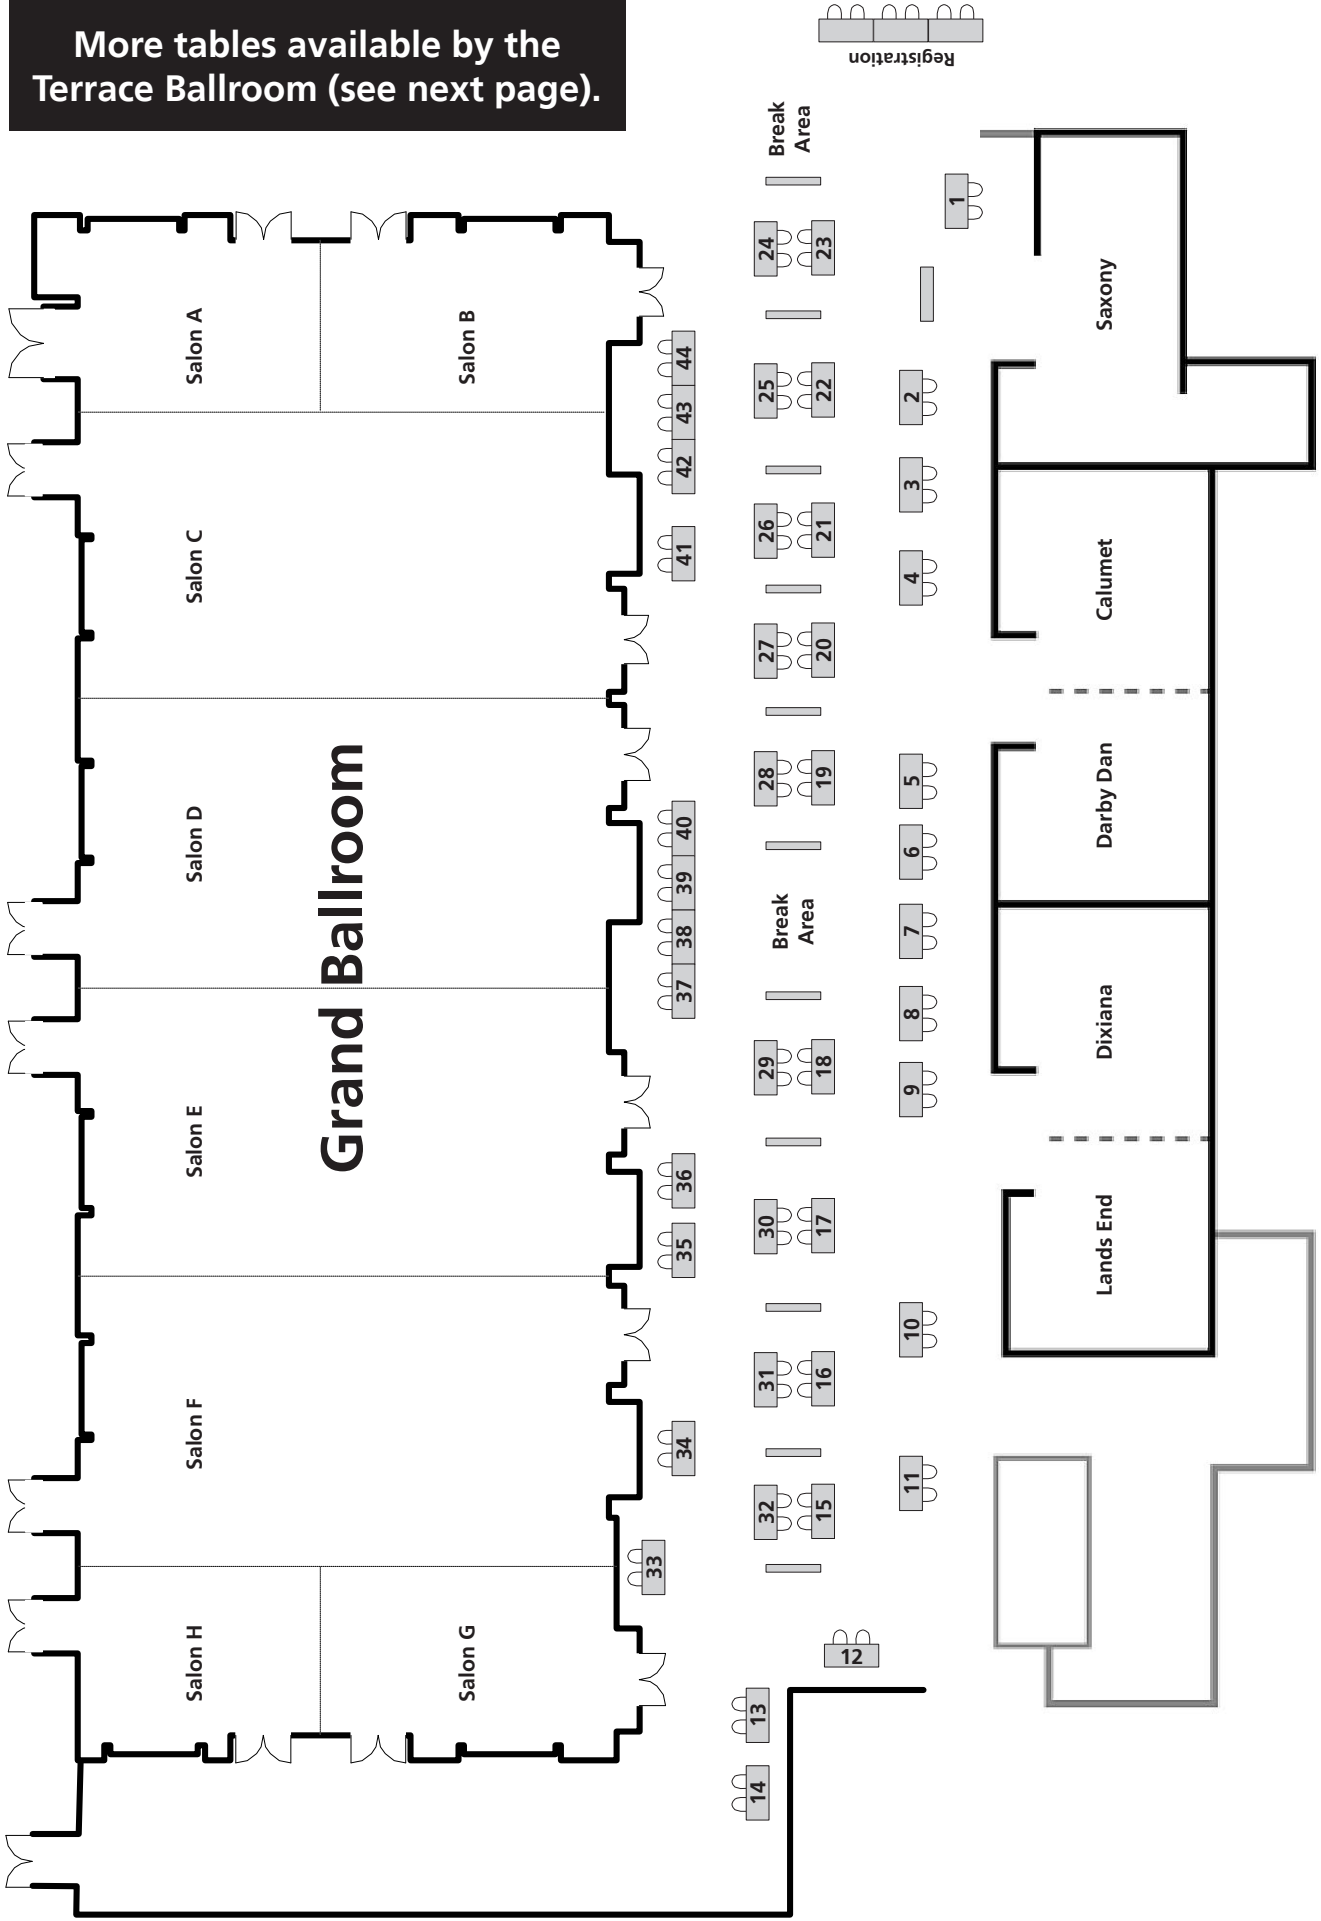 More tables available by the
Terrace Ballroom (see next page).
Registration
Break
Area
1
24
23
Saxony
Salon A
Salon B
44
25
22
2
43
42
3
26
21
41
Salon C
4
Calumet
27
20
28
19
5
Darby Dan
Grand Ballroom
Salon D
40
6
39
Break
Area
38
7
37
8
Dixiana
29
18
9
Salon E
36
30
17
35
Lands End
10
31
16
Salon F
34
11
32
15
33
12
Salon H
Salon G
13
14